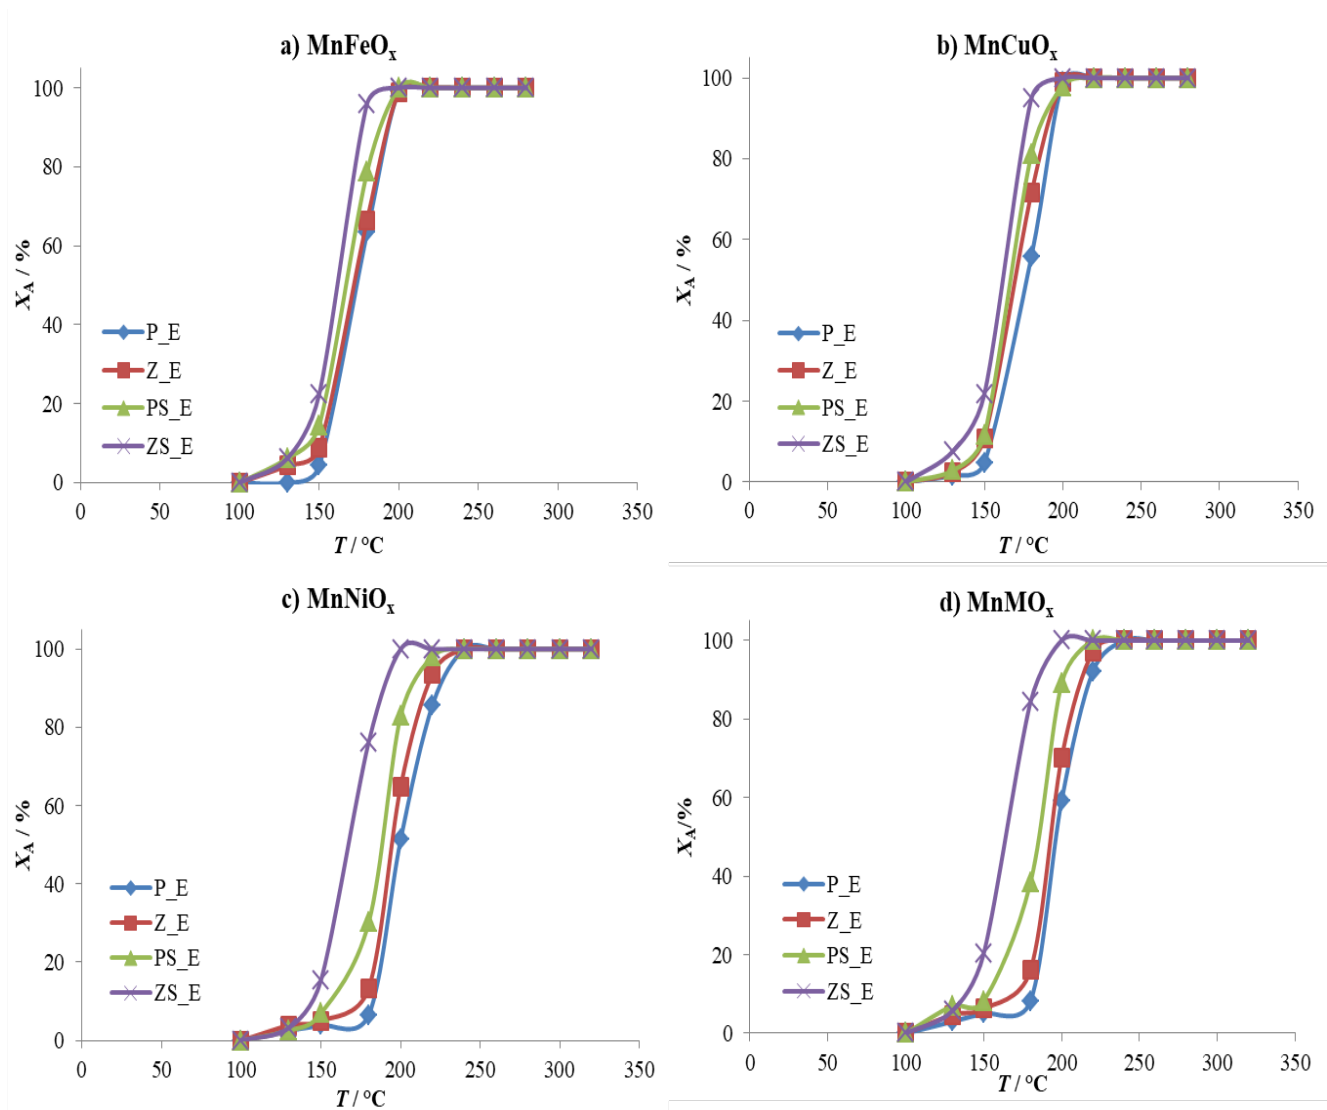 a) MnFeOx
100
80
60
40
20
0
XA / %
P_E
Z_E
PS_E
ZS_E
0 50 100 150 200 250 300 350
T / °C
b) MnCuOx
100
80
60
40
20
0
XA / %
P_E
Z_E
PS_E
ZS_E
0 50 100 150 200 250 300 350
T / °C
c) MnNiOx
100
80
60
40
20
0
XA / %
P_E
Z_E
PS_E
ZS_E
0 50 100 150 200 250 300 350
T / °C
d) MnMOx
100
80
60
40
20
0
XA/%
P_E
Z_E
PS_E
ZS_E
0 50 100 150 200 250 300 350
T / °C